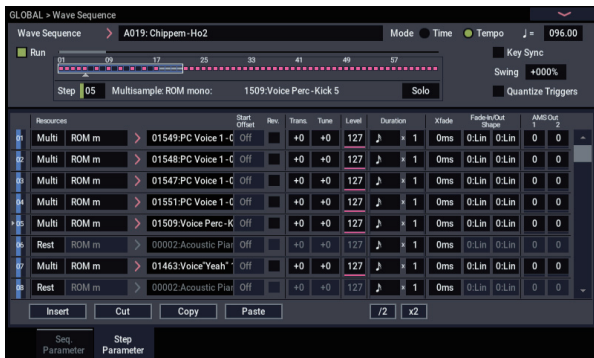 GLOBAL > Wave Sequence
Wave Sequence > A019: Chippem-Ho2 Mode Time Tempo ♩= 096.00
Run 01 09 17 25 33 41 49 57 Key Sync
Swing +000%
Step 05 Multisample: ROM mono: 1509:Voice Perc-Kick 5 Solo Quantize Triggers
Resources Start Offset Rev. Trans. Tune Level Duration Xfade Fade-In/Out Shape AMS Out 1 2
01 Multi ROM m > 01549:PC Voice 1 -C Off +0 +0 127 ♪ x 1 0ms 0:Lin 0:Lin 0 0
02 Multi ROM m > 01548:PC Voice 1 -C Off +0 +0 127 ♪ x 1 0ms 0:Lin 0:Lin 0 0
03 Multi ROM m > 01547:PC Voice 1 -C Off +0 +0 127 ♪ x 1 0ms 0:Lin 0:Lin 0 0
04 Multi ROM m > 01551:PC Voice 1 -C Off +0 +0 127 ♪ x 1 0ms 0:Lin 0:Lin 0 0
05 Multi ROM m > 01509:Voice Perc-K Off +0 +0 127 ♪ x 1 0ms 0:Lin 0:Lin 0 0
06 Rest ROM m > 00002:Acoustic Piar Off +0 +0 127 ♪ x 1 0ms 0:Lin 0:Lin 0 0
07 Multi ROM m > 01463:Voice"Yeah" Off +0 +0 127 ♪ x 1 0ms 0:Lin 0:Lin 0 0
08 Rest ROM m > 00002:Acoustic Piar Off +0 +0 127 ♪ x 1 0ms 0:Lin 0:Lin 0 0
Insert Cut Copy Paste /2 x2
Seq. Parameter Step Parameter